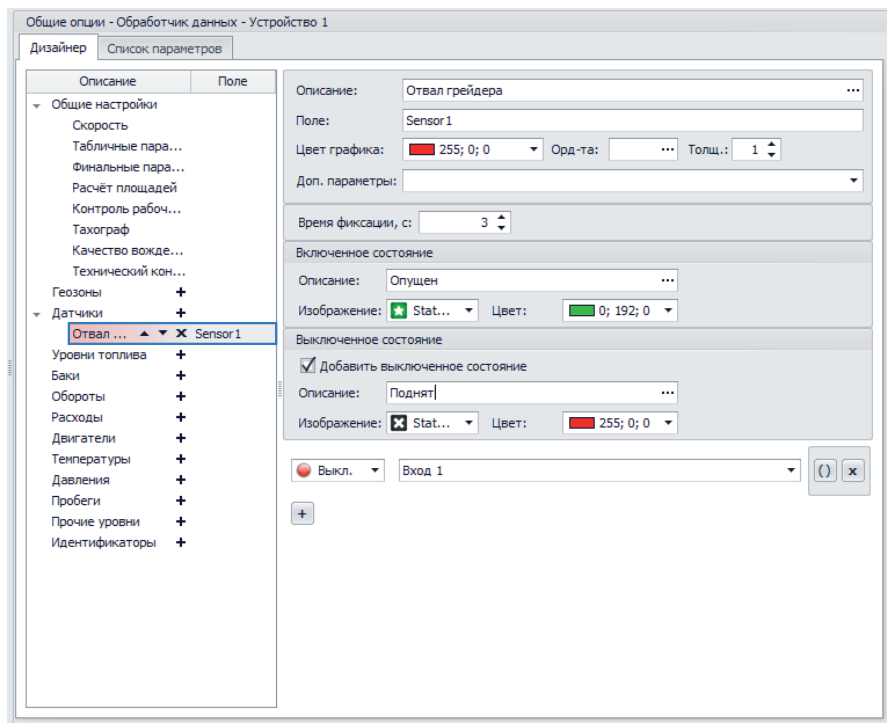 Общие опции - Обработчик данных - Устройство 1
Дизайнер Список параметров
Описание Поле
Общие настройки
Скорость
Табличные пара...
Финальные пара...
Расчёт площадей
Контроль рабоч...
Тахограф
Качество вожде...
Технический кон...
Геозоны +
Датчики +
Отвал ... Sensor1
Уровни топлива +
Баки +
Обороты +
Расходы +
Двигатели +
Температуры +
Давления +
Пробеги +
Прочие уровни +
Идентификаторы +
Описание: Отвал грейдера ...
Поле: Sensor1
Цвет графика: 255; 0; 0 Орд-та: ... Толщ.: 1
Доп. параметры:
Время фиксации, с: 3
Включенное состояние
Описание: Опущен ...
Изображение: Stat... Цвет: 0; 192; 0
Выключенное состояние
Добавить выключенное состояние
Описание: Поднят ...
Изображение: Stat... Цвет: 255; 0; 0
Выкл. Вход 1 () x
+